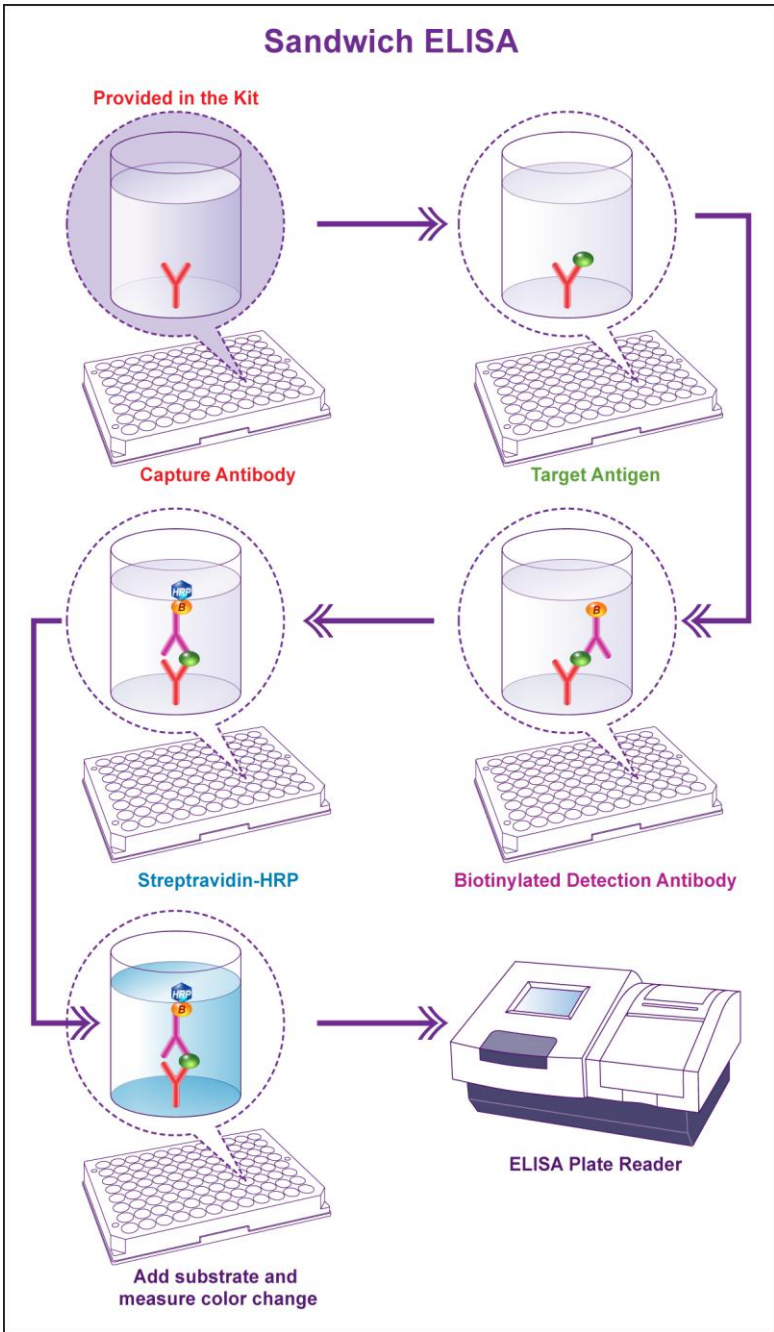 Sandwich ELISA
Provided in the Kit
Capture Antibody
Target Antigen
B
B
HRP
Biotinylated Detection Antibody
Streptravidin-HRP
HRP
B
Add substrate and
measure color change
ELISA Plate Reader